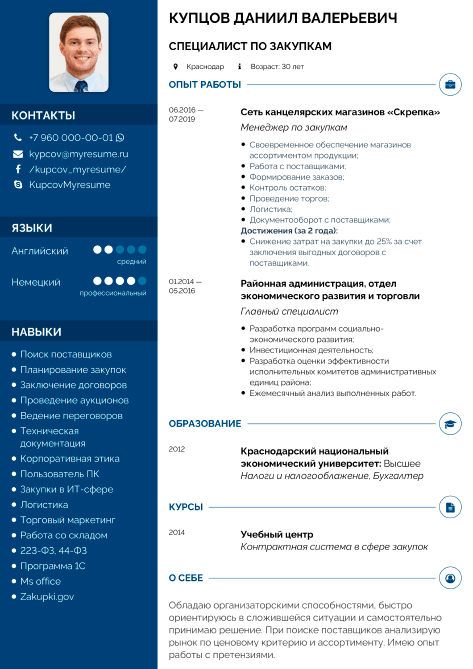 КУПЦОВ ДАНИИЛ ВАЛЕРЬЕВИЧ
СПЕЦИАЛИСТ ПО ЗАКУПКАМ
Краснодар
Возраст: 30 лет
КОНТАКТЫ
+7 960 000-00-01
kypcov@myresume.ru
/kupcov_myresume/
KupcovMyresume
ЯЗЫКИ
Английский
средний
Немецкий
профессиональный
НАВЫКИ
Поиск поставщиков
Планирование закупок
Заключение договоров
Проведение аукционов
Ведение переговоров
Техническая
документация
Корпоративная этика
Пользователь ПК
Закупки в ИТ-сфере
Логистика
Торговый маркетинг
Работа со складом
223-ФЗ, 44-ФЗ
Программа 1С
Ms office
Zakupki.gov
ОПЫТ РАБОТЫ
06.2016 —
07.2019
Сеть канцелярских магазинов «Скрепка»
Менеджер по закупкам
Своевременное обеспечение магазинов
ассортиментом продукции;
Работа с поставщиками;
Формирование заказов;
Контроль остатков;
Проведение торгов;
Логистика;
Документооборот с поставщиками;
Достижения (за 2 года):
Снижение затрат на закупки до 25% за счет
заключения выгодных договоров с
поставщиками.
01.2014 —
05.2016
Районная администрация, отдел
экономического развития и торговли
Главный специалист
Разработка программ социально-
экономического развития;
Инвестиционная деятельность;
Разработка оценки эффективности
исполнительных комитетов административных
единиц района;
Ежемесячный анализ выполненных работ.
ОБРАЗОВАНИЕ
2012
Краснодарский национальный
экономический университет: Высшее
Налоги и налогообложение, Бухгалтер
КУРСЫ
2014
Учебный центр
Контрактная система в сфере закупок
О СЕБЕ
Обладаю организаторскими способностями, быстро
ориентируюсь в сложившейся ситуации и самостоятельно
принимаю решение. При поиске поставщиков анализирую
рынок по ценовому критерию и ассортименту. Имею опыт
работы с претензиями.